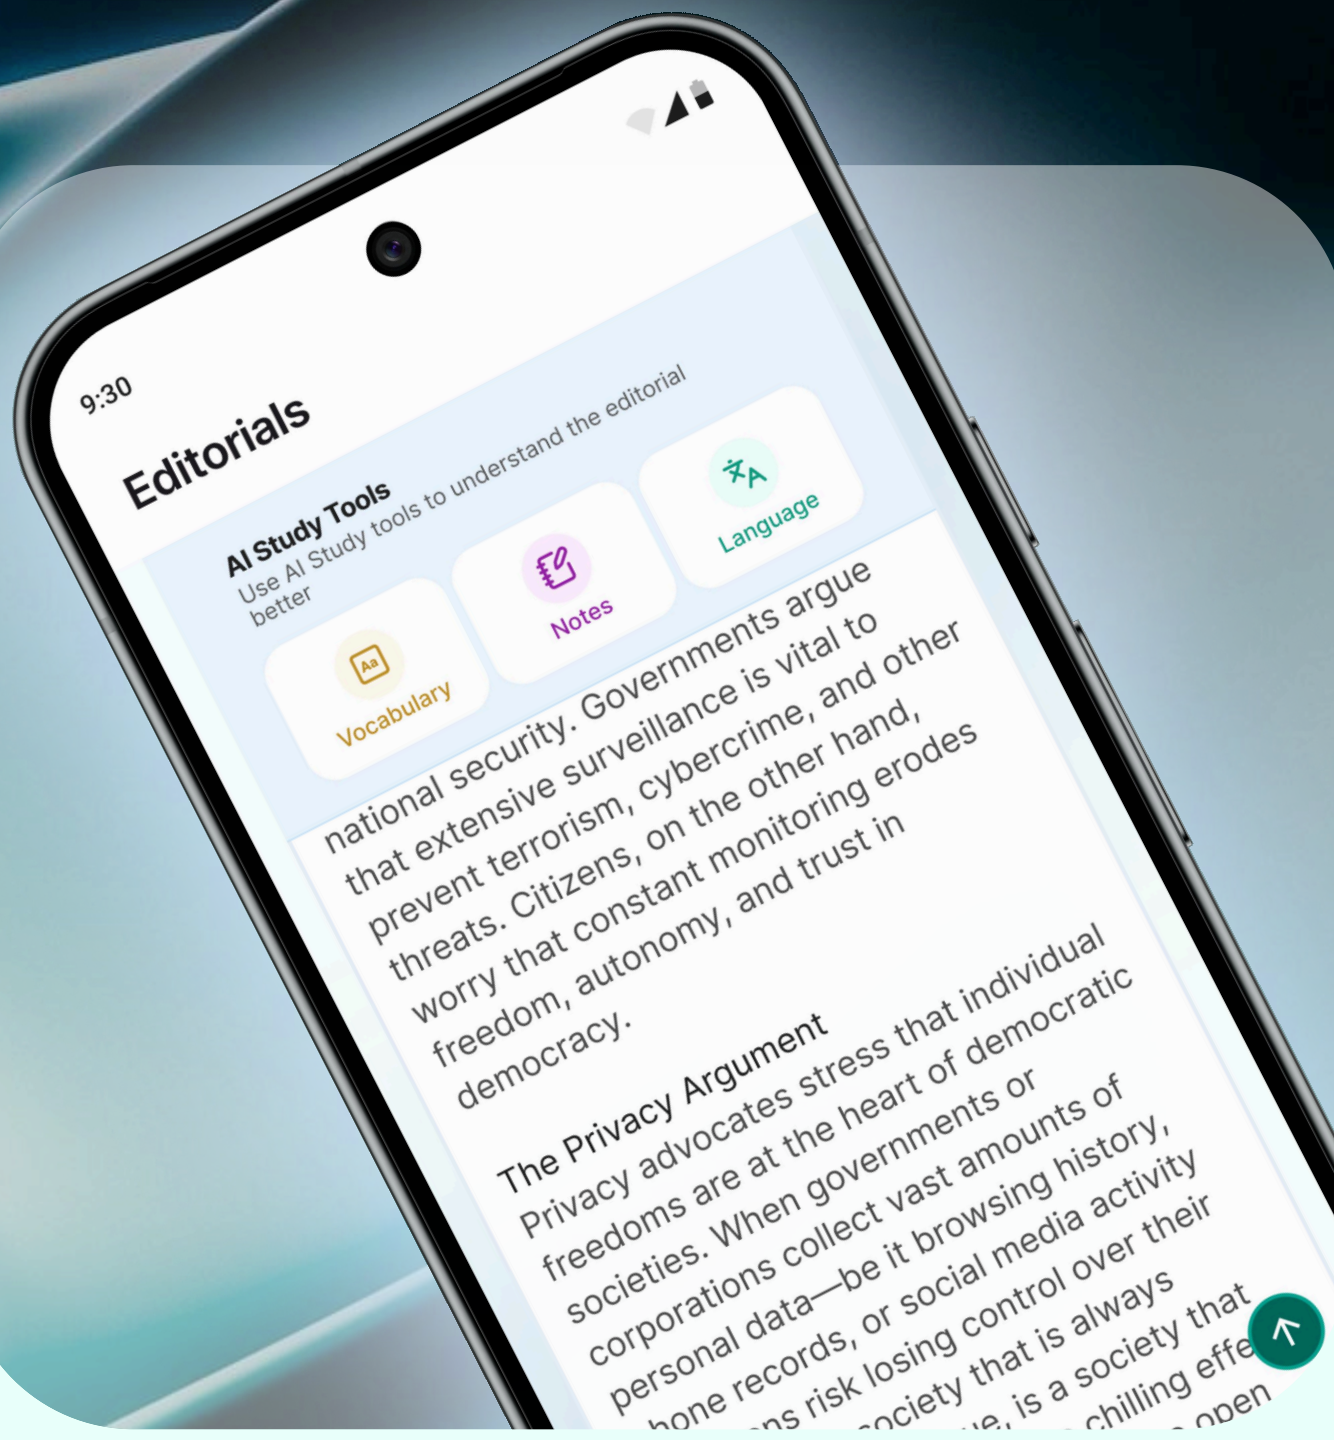 9:30
Editorials
AI Study Tools
Use AI Study tools to understand the editorial
better
Vocabulary
Notes
Language
national security. Governments argue
that extensive surveillance is vital to
prevent terrorism, cybercrime, and other
threats. Citizens, on the other hand,
worry that constant monitoring erodes
freedom, autonomy, and trust in
democracy.
The Privacy Argument
Privacy advocates stress that individual
freedoms are at the heart of democratic
societies. When governments or
corporations collect vast amounts of
personal data—be it browsing history,
records, or social media activity
risk losing control over their
society that is always
is a society that
chilling
open